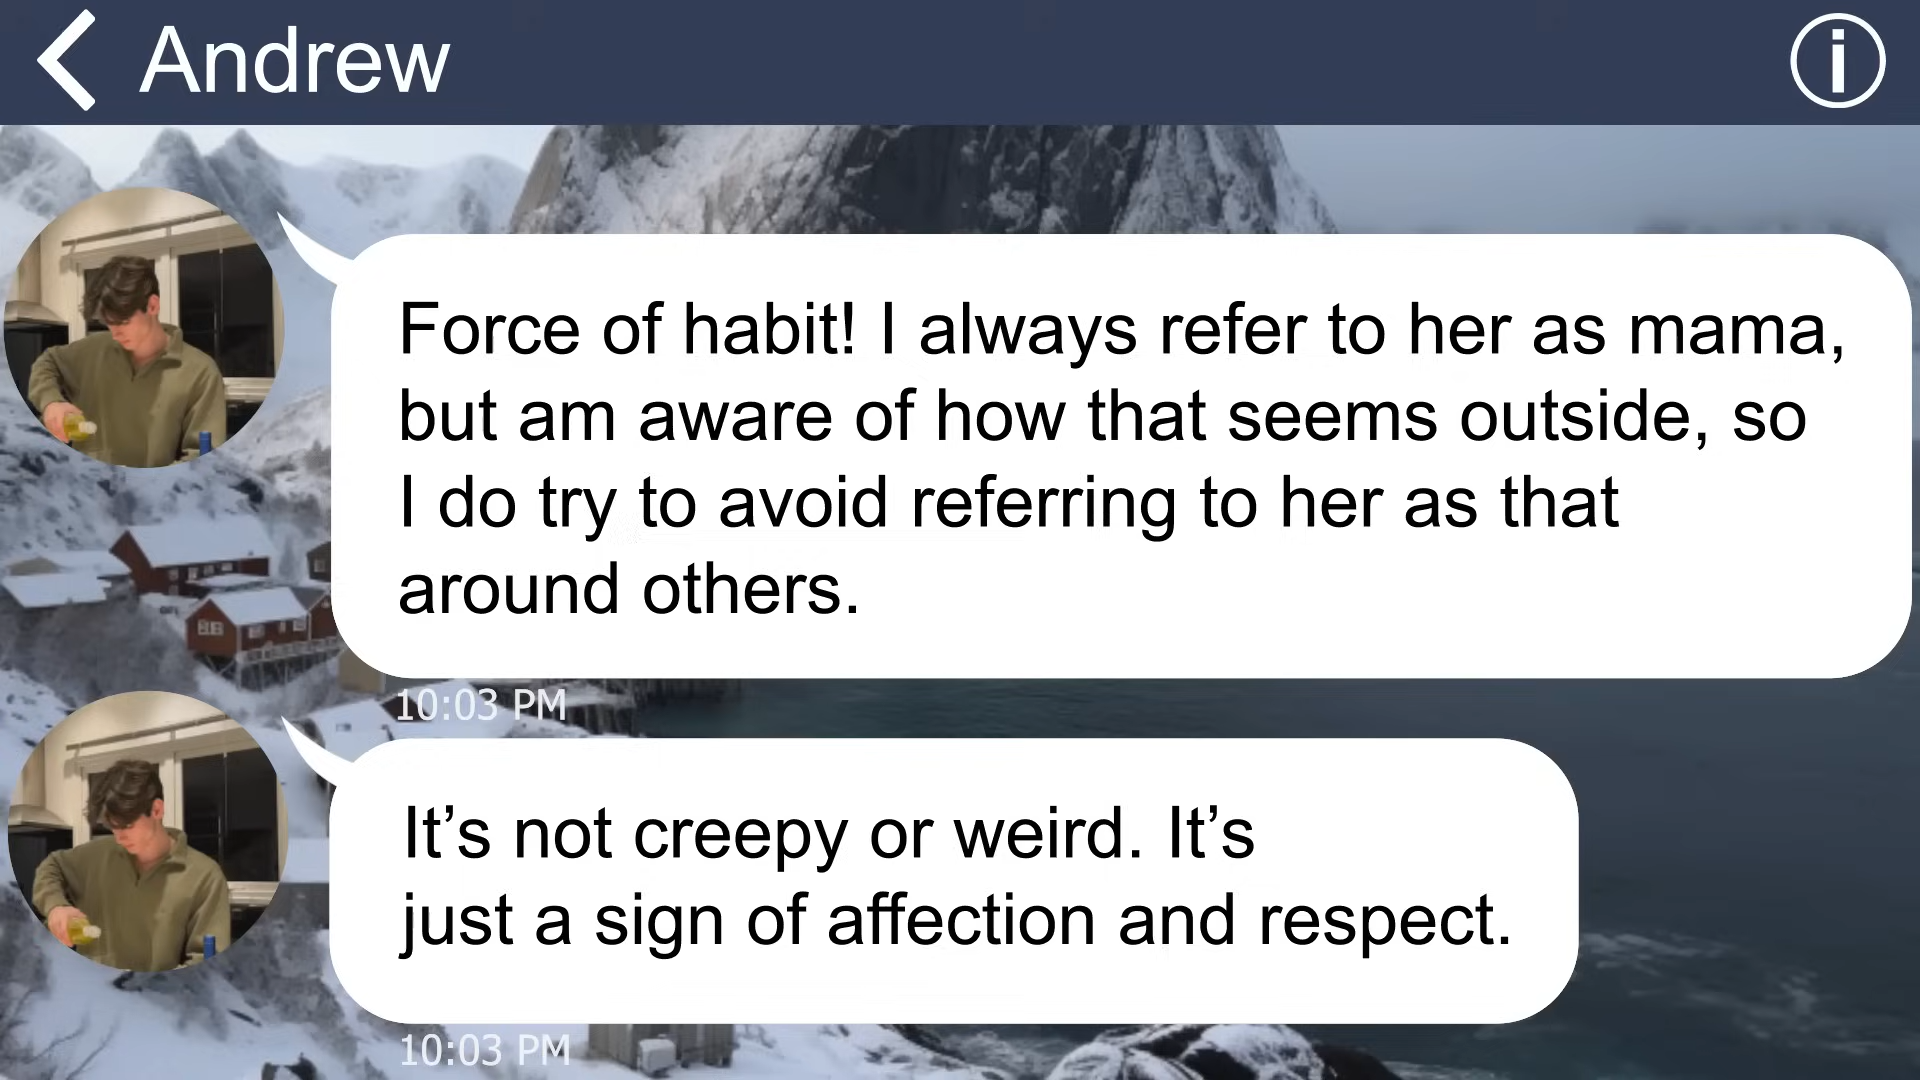 Andrew
Force of habit! I always refer to her as mama,
but am aware of how that seems outside, so
I do try to avoid referring to her as that
around others.
10:03 PM
It’s not creepy or weird. It’s
just a sign of affection and respect.
10:03 PM